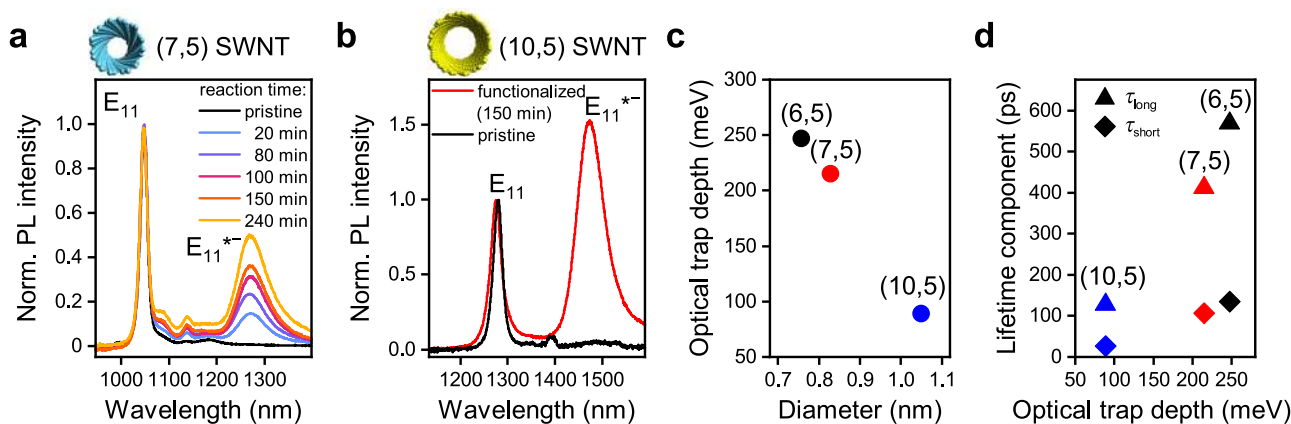 a
(7,5) SWNT
reaction time:
pristine
20 min
80 min
100 min
150 min
240 min
E₁₁
E₁₁*⁻
Norm. PL intensity
1.0
0.8
0.6
0.4
0.2
0
1000 1100 1200 1300
Wavelength (nm)
b
(10,5) SWNT
functionalized
(150 min)
pristine
E₁₁*⁻
E₁₁
Norm. PL intensity
1.5
1.0
0.5
0.0
1200 1300 1400 1500
Wavelength (nm)
c
Optical trap depth (meV)
300
250
200
150
100
50
(6,5)
(7,5)
(10,5)
0.7 0.8 0.9 1.0 1.1
Diameter (nm)
d
Lifetime component (ps)
600
500
400
300
200
100
0
τlong
τshort
(6,5)
(7,5)
(10,5)
50 100 150 200 250 300
Optical trap depth (meV)